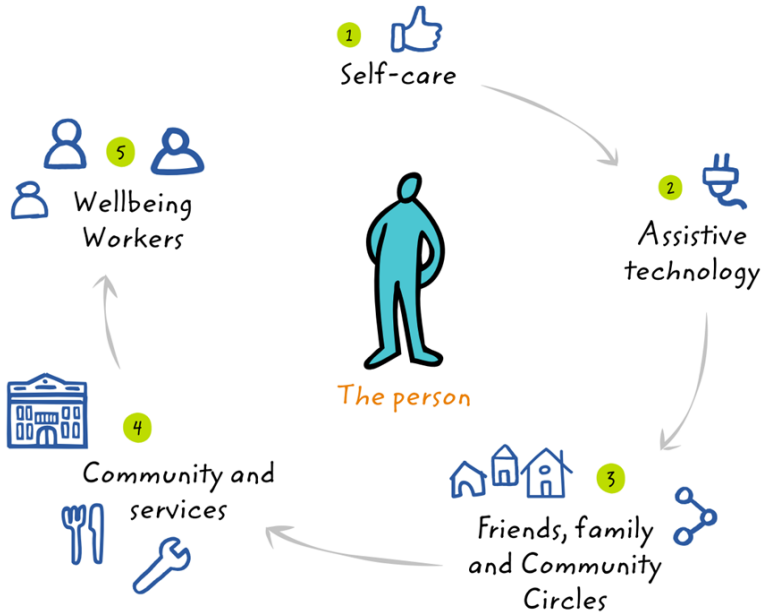 1
Self-care
2
Assistive
technology
3
Friends, family
and Community
Circles
4
Community and
services
5
Wellbeing
Workers
The person